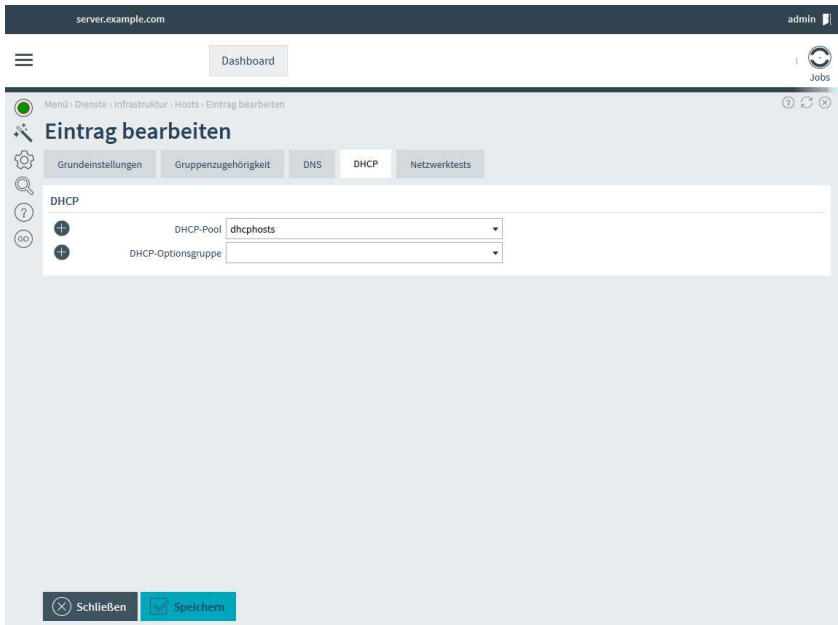 server.example.com admin
Dashboard
Jobs
Menü › Dienste › Infrastruktur › Hosts › Eintrag bearbeiten
Eintrag bearbeiten
Grundeinstellungen Gruppenzugehörigkeit DNS DHCP Netzwerktests
DHCP
DHCP-Pool dhcphosts
DHCP-Optionsgruppe
GO
Schließen Speichern